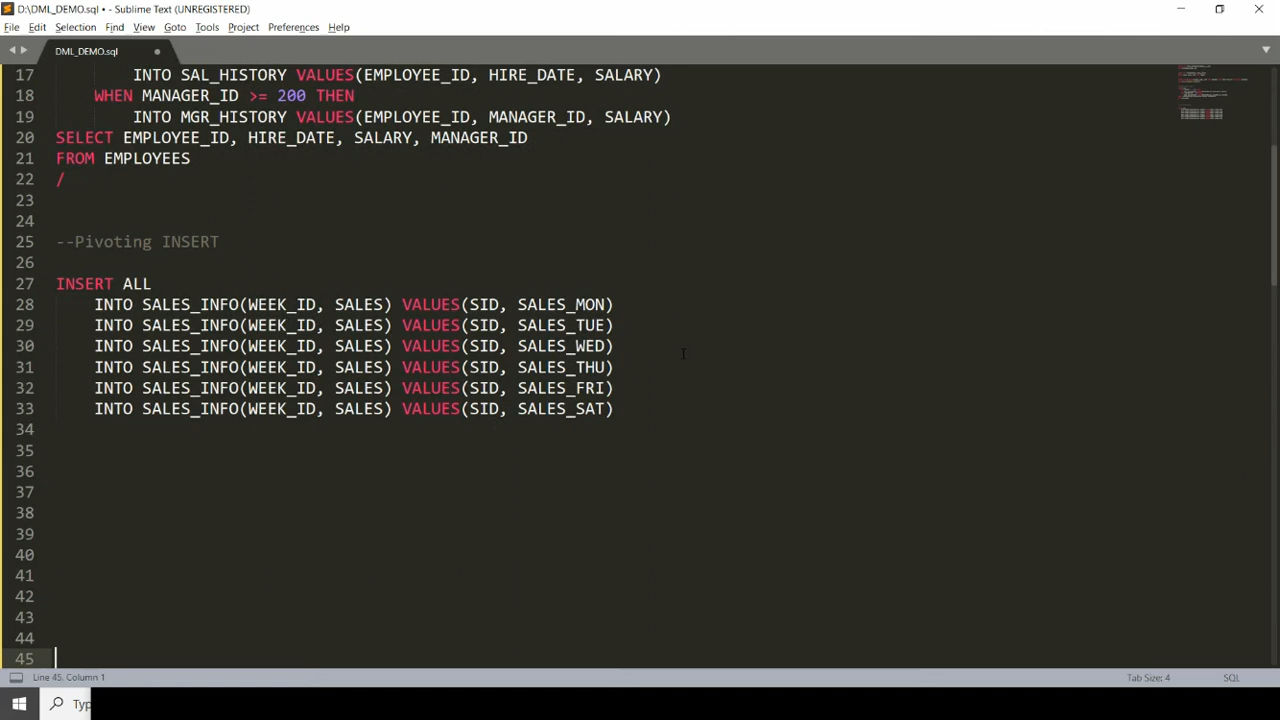 D:\DML_DEMO.sql • - Sublime Text (UNREGISTERED)
File Edit Selection Find View Goto Tools Project Preferences Help
DML_DEMO.sql
17 INTO SAL_HISTORY VALUES(EMPLOYEE_ID, HIRE_DATE, SALARY)
18 WHEN MANAGER_ID >= 200 THEN
19 INTO MGR_HISTORY VALUES(EMPLOYEE_ID, MANAGER_ID, SALARY)
20 SELECT EMPLOYEE_ID, HIRE_DATE, SALARY, MANAGER_ID
21 FROM EMPLOYEES
22 /
23
24
25 --Pivoting INSERT
26
27 INSERT ALL
28 INTO SALES_INFO(WEEK_ID, SALES) VALUES(SID, SALES_MON)
29 INTO SALES_INFO(WEEK_ID, SALES) VALUES(SID, SALES_TUE)
30 INTO SALES_INFO(WEEK_ID, SALES) VALUES(SID, SALES_WED)
31 INTO SALES_INFO(WEEK_ID, SALES) VALUES(SID, SALES_THU)
32 INTO SALES_INFO(WEEK_ID, SALES) VALUES(SID, SALES_FRI)
33 INTO SALES_INFO(WEEK_ID, SALES) VALUES(SID, SALES_SAT)
34
35
36
37
38
39
40
41
42
43
44
45
Line 45, Column 1 Tab Size: 4 SQL
Typ